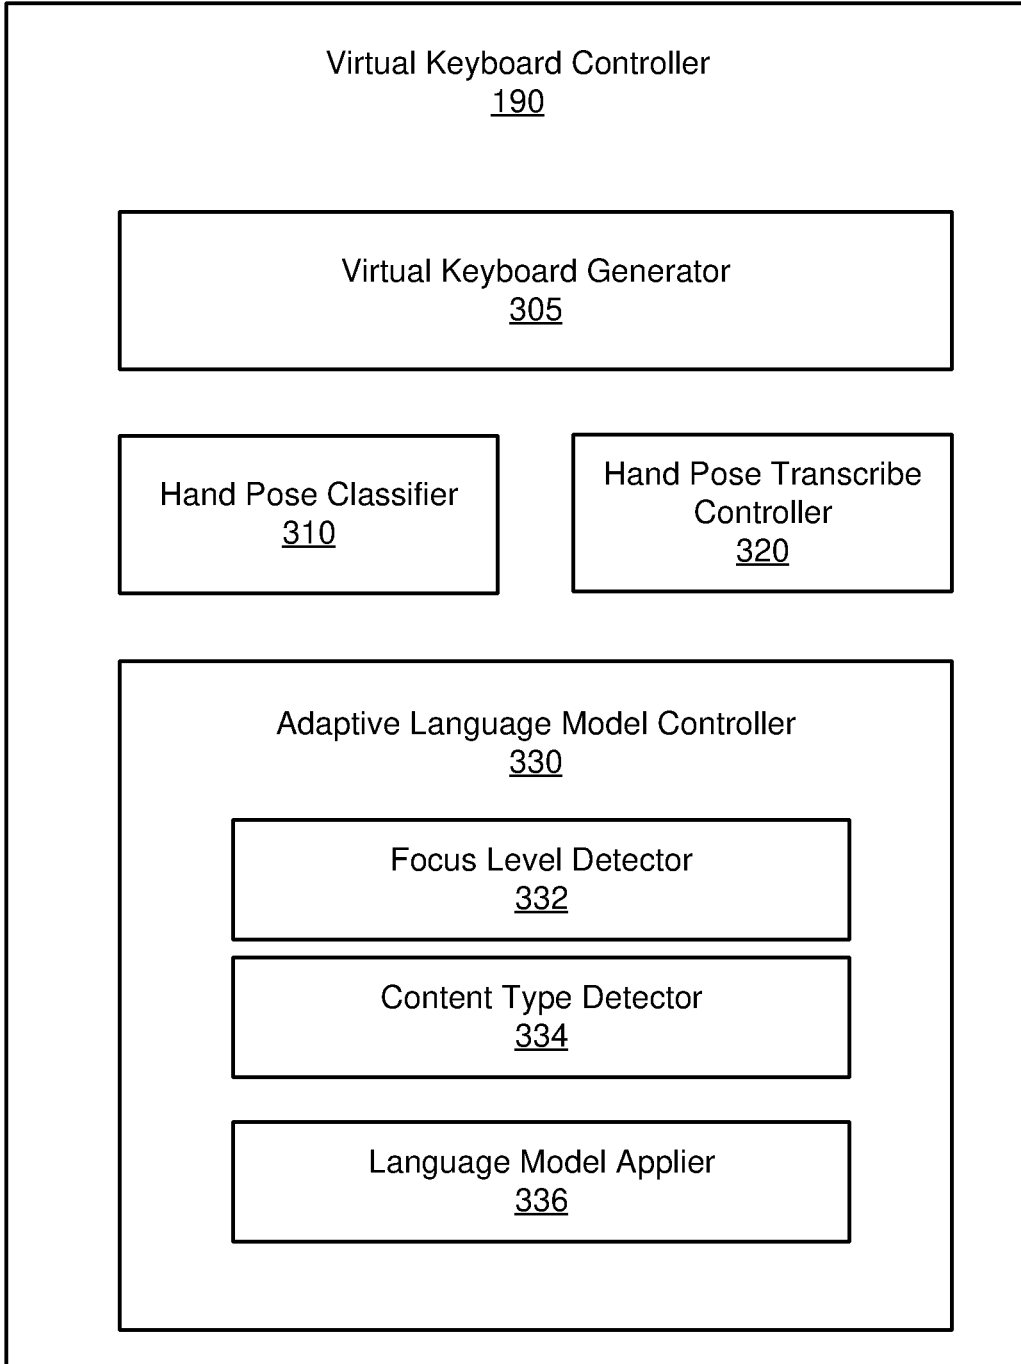 Virtual Keyboard Controller
190
Virtual Keyboard Generator
305
Hand Pose Classifier
310
Hand Pose Transcribe
Controller
320
Adaptive Language Model Controller
330
Focus Level Detector
332
Content Type Detector
334
Language Model Applier
336